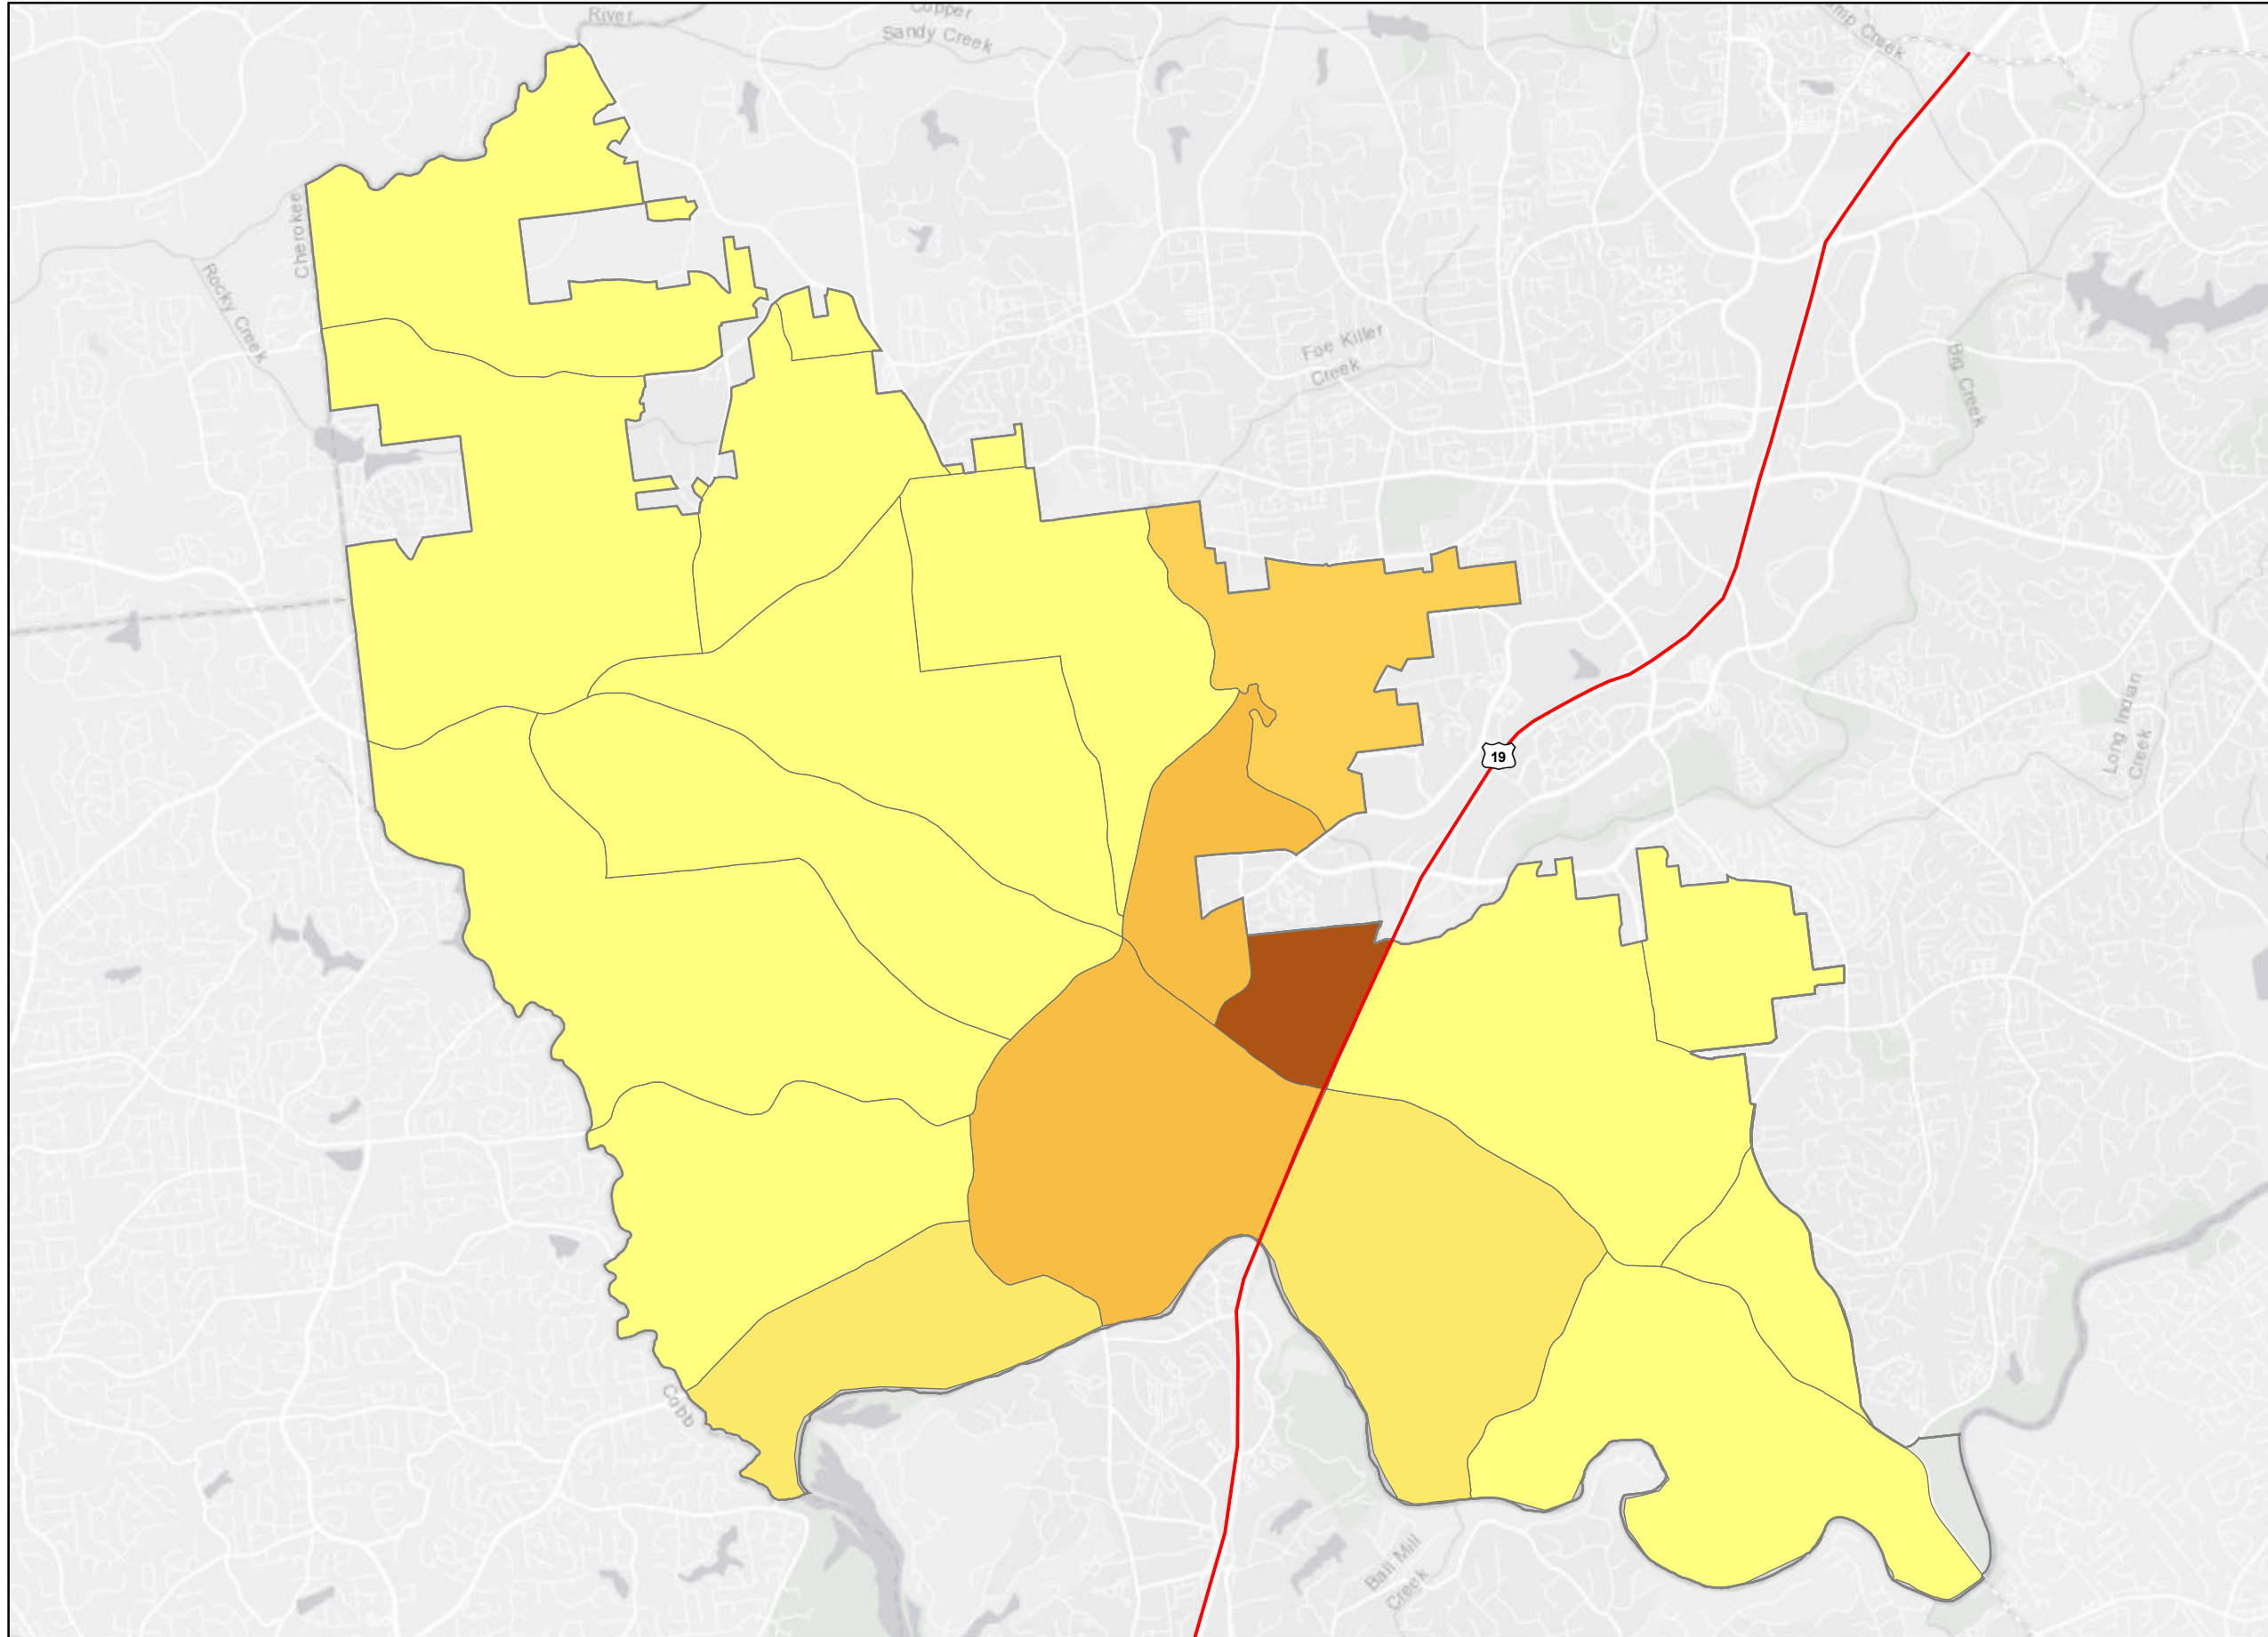 River
Copper
Sandy Creek
Camp Creek
Cherokee
Rocky Creek
Foe Killer
Creek
Big Creek
Long Indian
Creek
19
Cobb
Ball Mill
Creek